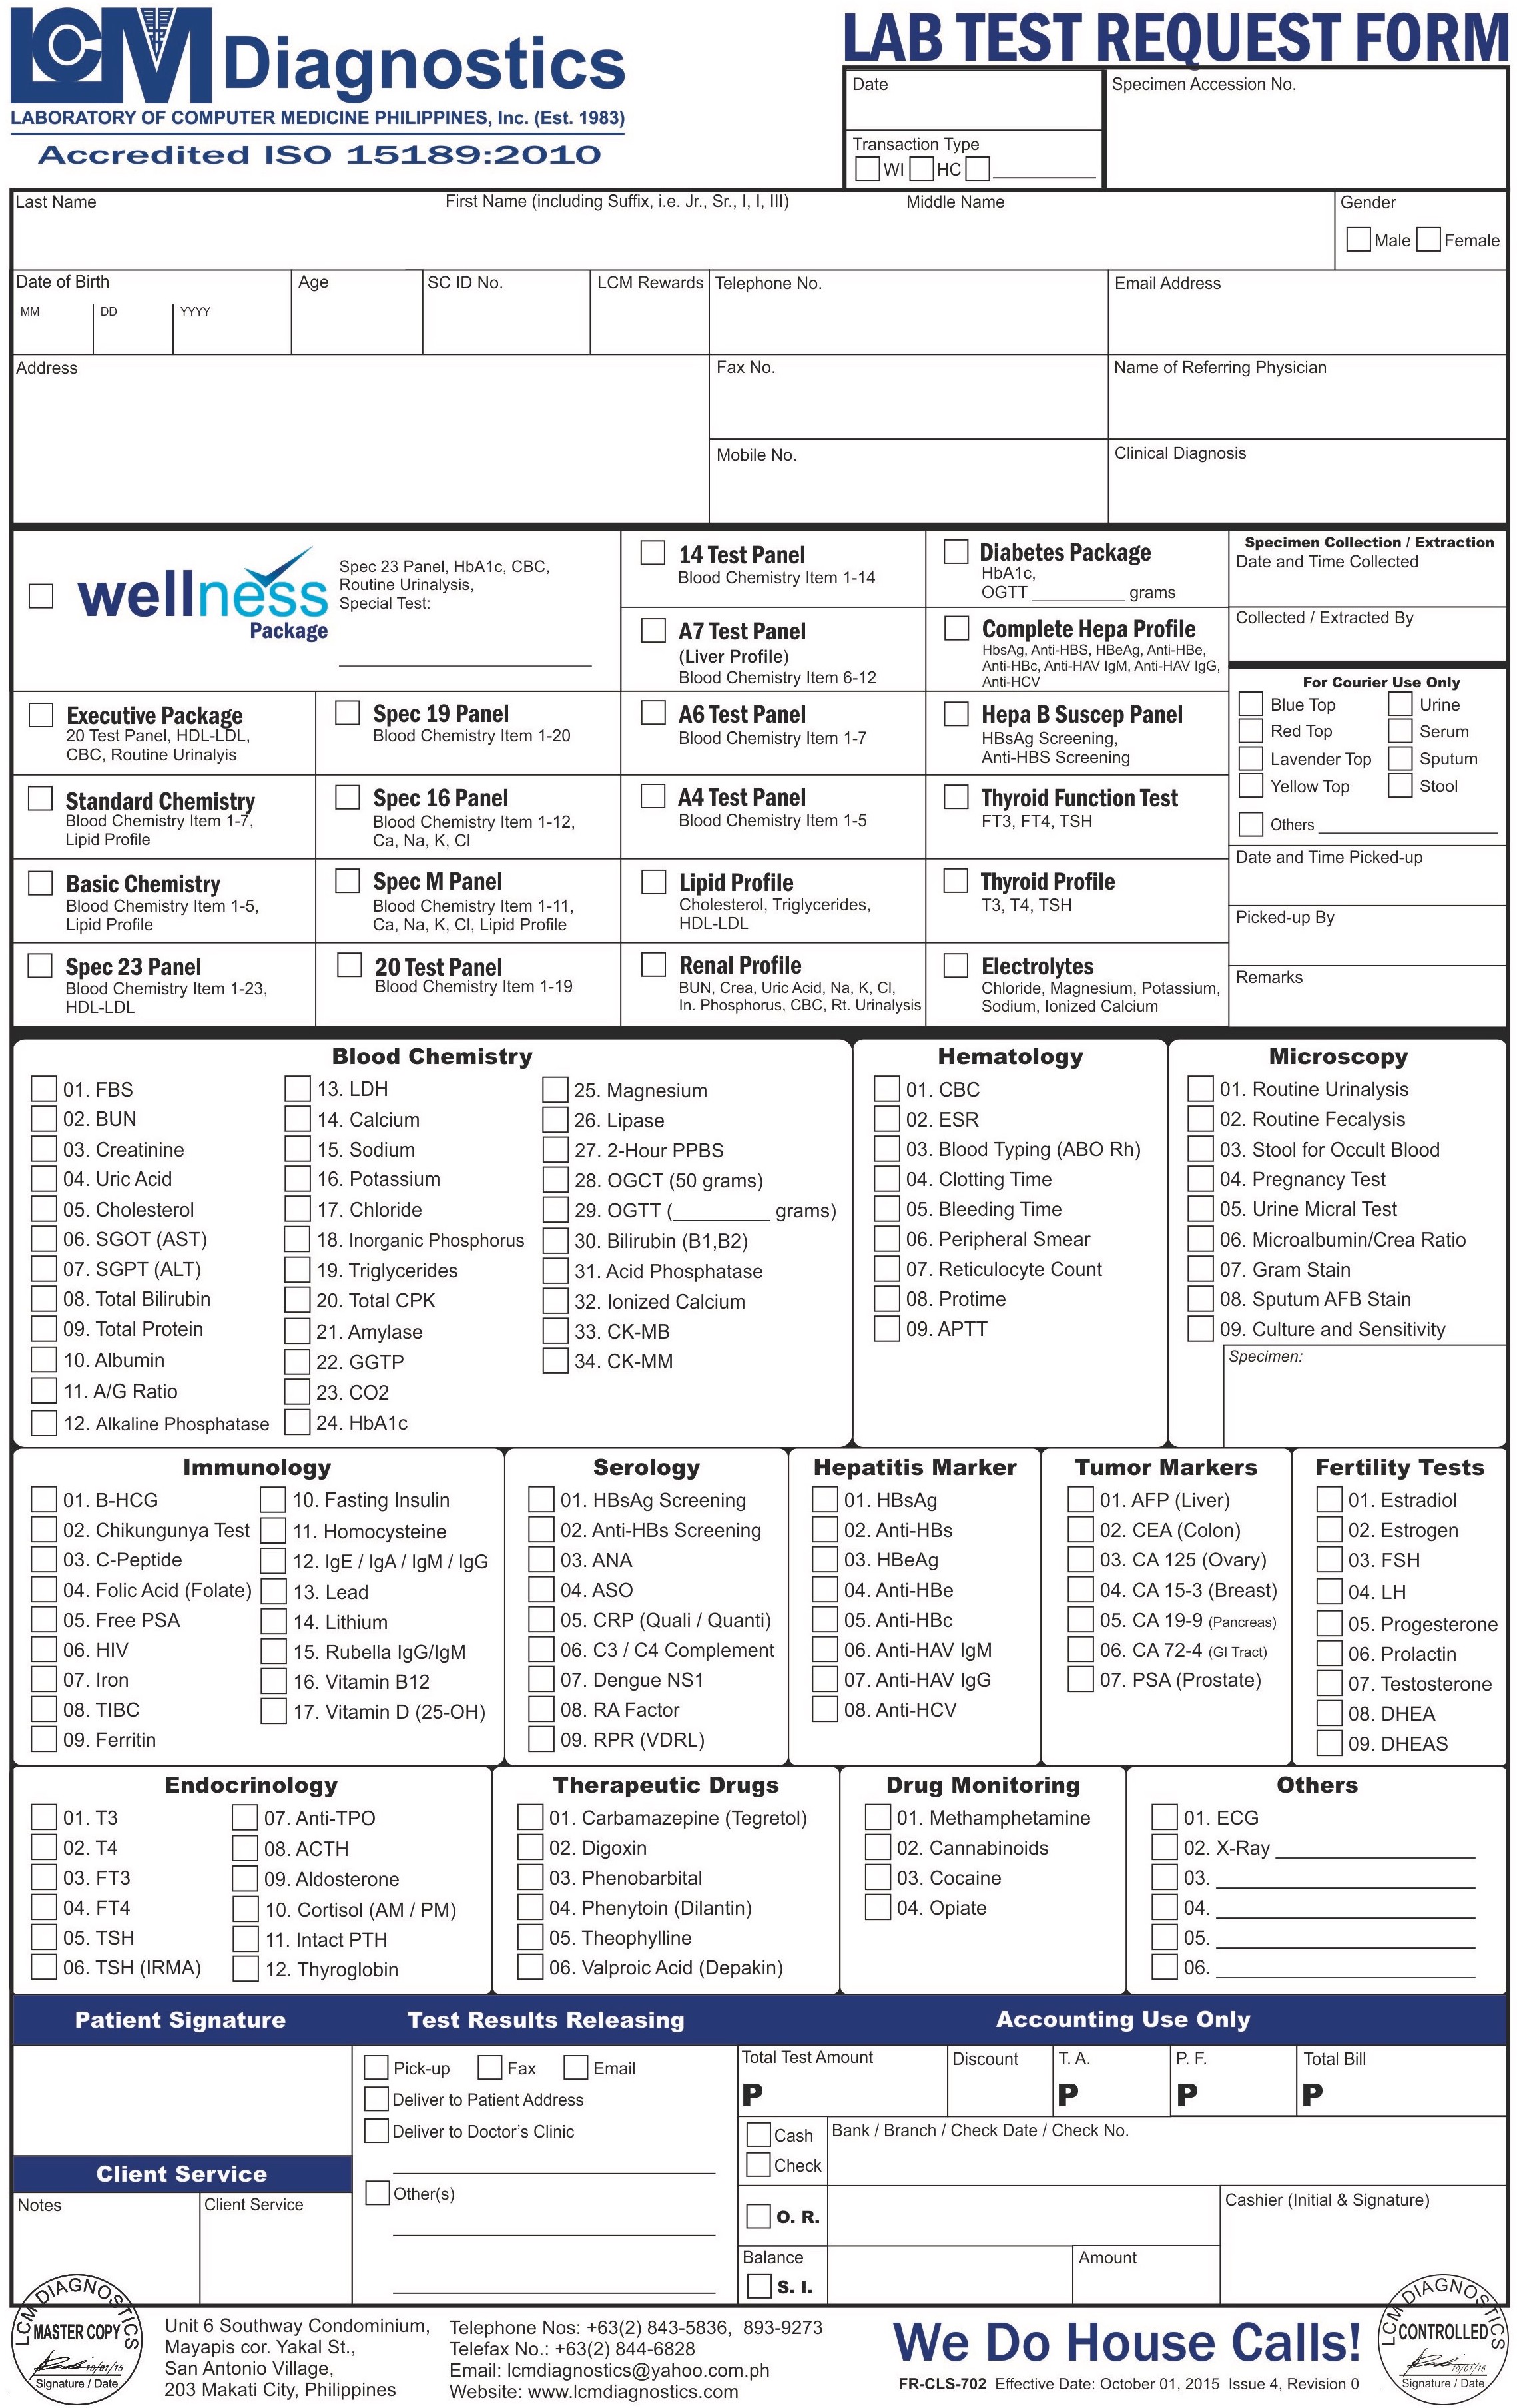 LCM Diagnostics
LABORATORY OF COMPUTER MEDICINE PHILIPPINES, Inc. (Est. 1983)
Accredited ISO 15189:2010
LAB TEST REQUEST FORM
Date
Specimen Accession No.
Transaction Type
WI HC
Last Name
First Name (including Suffix, i.e. Jr., Sr., I, I, III)
Middle Name
Gender
Male Female
Date of Birth
MM DD YYYY
Age
SC ID No.
LCM Rewards
Telephone No.
Email Address
Address
Fax No.
Name of Referring Physician
Mobile No.
Clinical Diagnosis
wellness
Package
Spec 23 Panel, HbA1c, CBC,
Routine Urinalysis,
Special Test:
14 Test Panel
Blood Chemistry Item 1-14
A7 Test Panel
(Liver Profile)
Blood Chemistry Item 6-12
Diabetes Package
HbA1c,
OGTT __________ grams
Complete Hepa Profile
HbsAg, Anti-HBS, HBeAg, Anti-HBe,
Anti-HBc, Anti-HAV IgM, Anti-HAV IgG,
Anti-HCV
Specimen Collection / Extraction
Date and Time Collected
Collected / Extracted By
Executive Package
20 Test Panel, HDL-LDL,
CBC, Routine Urinalyis
Spec 19 Panel
Blood Chemistry Item 1-20
A6 Test Panel
Blood Chemistry Item 1-7
Hepa B Suscep Panel
HBsAg Screening,
Anti-HBS Screening
Standard Chemistry
Blood Chemistry Item 1-7,
Lipid Profile
Spec 16 Panel
Blood Chemistry Item 1-12,
Ca, Na, K, Cl
A4 Test Panel
Blood Chemistry Item 1-5
Thyroid Function Test
FT3, FT4, TSH
Basic Chemistry
Blood Chemistry Item 1-5,
Lipid Profile
Spec M Panel
Blood Chemistry Item 1-11,
Ca, Na, K, Cl, Lipid Profile
Lipid Profile
Cholesterol, Triglycerides,
HDL-LDL
Thyroid Profile
T3, T4, TSH
Spec 23 Panel
Blood Chemistry Item 1-23,
HDL-LDL
20 Test Panel
Blood Chemistry Item 1-19
Renal Profile
BUN, Crea, Uric Acid, Na, K, Cl,
In. Phosphorus, CBC, Rt. Urinalysis
Electrolytes
Chloride, Magnesium, Potassium,
Sodium, Ionized Calcium
For Courier Use Only
Blue Top Urine
Red Top Serum
Lavender Top Sputum
Yellow Top Stool
Others
Date and Time Picked-up
Picked-up By
Remarks
Blood Chemistry
01. FBS
02. BUN
03. Creatinine
04. Uric Acid
05. Cholesterol
06. SGOT (AST)
07. SGPT (ALT)
08. Total Bilirubin
09. Total Protein
10. Albumin
11. A/G Ratio
12. Alkaline Phosphatase
13. LDH
14. Calcium
15. Sodium
16. Potassium
17. Chloride
18. Inorganic Phosphorus
19. Triglycerides
20. Total CPK
21. Amylase
22. GGTP
23. CO2
24. HbA1c
25. Magnesium
26. Lipase
27. 2-Hour PPBS
28. OGCT (50 grams)
29. OGTT (________ grams)
30. Bilirubin (B1,B2)
31. Acid Phosphatase
32. Ionized Calcium
33. CK-MB
34. CK-MM
Hematology
01. CBC
02. ESR
03. Blood Typing (ABO Rh)
04. Clotting Time
05. Bleeding Time
06. Peripheral Smear
07. Reticulocyte Count
08. Protime
09. APTT
Microscopy
01. Routine Urinalysis
02. Routine Fecalysis
03. Stool for Occult Blood
04. Pregnancy Test
05. Urine Micral Test
06. Microalbumin/Crea Ratio
07. Gram Stain
08. Sputum AFB Stain
09. Culture and Sensitivity
Specimen:
Immunology
01. B-HCG
02. Chikungunya Test
03. C-Peptide
04. Folic Acid (Folate)
05. Free PSA
06. HIV
07. Iron
08. TIBC
09. Ferritin
10. Fasting Insulin
11. Homocysteine
12. IgE / IgA / IgM / IgG
13. Lead
14. Lithium
15. Rubella IgG/IgM
16. Vitamin B12
17. Vitamin D (25-OH)
Serology
01. HBsAg Screening
02. Anti-HBs Screening
03. ANA
04. ASO
05. CRP (Quali / Quanti)
06. C3 / C4 Complement
07. Dengue NS1
08. RA Factor
09. RPR (VDRL)
Hepatitis Marker
01. HBsAg
02. Anti-HBs
03. HBeAg
04. Anti-HBe
05. Anti-HBc
06. Anti-HAV IgM
07. Anti-HAV IgG
08. Anti-HCV
Tumor Markers
01. AFP (Liver)
02. CEA (Colon)
03. CA 125 (Ovary)
04. CA 15-3 (Breast)
05. CA 19-9 (Pancreas)
06. CA 72-4 (GI Tract)
07. PSA (Prostate)
Fertility Tests
01. Estradiol
02. Estrogen
03. FSH
04. LH
05. Progesterone
06. Prolactin
07. Testosterone
08. DHEA
09. DHEAS
Endocrinology
01. T3
02. T4
03. FT3
04. FT4
05. TSH
06. TSH (IRMA)
07. Anti-TPO
08. ACTH
09. Aldosterone
10. Cortisol (AM / PM)
11. Intact PTH
12. Thyroglobin
Therapeutic Drugs
01. Carbamazepine (Tegretol)
02. Digoxin
03. Phenobarbital
04. Phenytoin (Dilantin)
05. Theophylline
06. Valproic Acid (Depakin)
Drug Monitoring
01. Methamphetamine
02. Cannabinoids
03. Cocaine
04. Opiate
Others
01. ECG
02. X-Ray
03.
04.
05.
06.
Patient Signature
Test Results Releasing
Accounting Use Only
Pick-up Fax Email
Deliver to Patient Address
Deliver to Doctor's Clinic
Other(s)
Client Service
Notes
Client Service
Total Test Amount
P
Discount
T. A.
P
P. F.
P
Total Bill
P
Cash
Check
Bank / Branch / Check Date / Check No.
O. R.
Cashier (Initial & Signature)
Balance
S. I.
Amount
LCM DIAGNOSTICS
MASTER COPY
10/01/15
Signature / Date
Unit 6 Southway Condominium,
Mayapis cor. Yakal St.,
San Antonio Village,
203 Makati City, Philippines
Telephone Nos: +63(2) 843-5836, 893-9273
Telefax No.: +63(2) 844-6828
Email: lcmdiagnostics@yahoo.com.ph
Website: www.lcmdiagnostics.com
We Do House Calls!
FR-CLS-702 Effective Date: October 01, 2015 Issue 4, Revision 0
LCM DIAGNOSTICS
CONTROLLED
10/01/15
Signature / Date